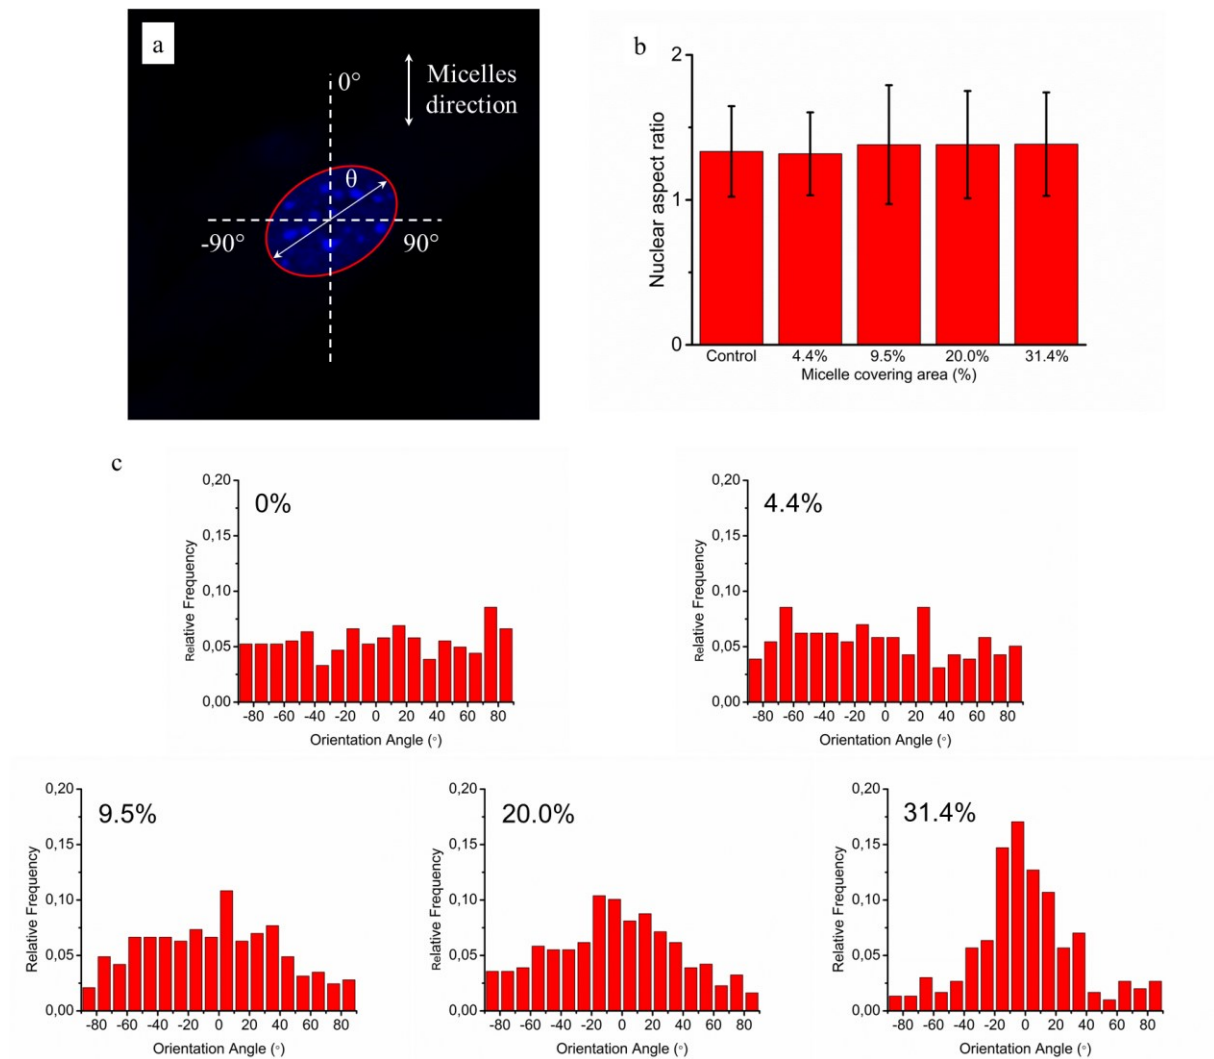 a
0°
Micelles
direction
θ
-90°
90°
b
2
1
0
Nuclear aspect ratio
Control 4.4% 9.5% 20.0% 31.4%
Micelle covering area (%)
c
0%
0,20
0,15
0,10
0,05
0,00
Relative Frequency
-80 -60 -40 -20 0 20 40 60 80
Orientation Angle (°)
4.4%
0,20
0,15
0,10
0,05
0,00
Relative Frequency
-80 -60 -40 -20 0 20 40 60 80
Orientation Angle (°)
9.5%
0,20
0,15
0,10
0,05
0,00
Relative Frequency
-80 -60 -40 -20 0 20 40 60 80
Orientation Angle (°)
20.0%
0,20
0,15
0,10
0,05
0,00
Relative Frequency
-80 -60 -40 -20 0 20 40 60 80
Orientation Angle (°)
31.4%
0,20
0,15
0,10
0,05
0,00
Relative Frequency
-80 -60 -40 -20 0 20 40 60 80
Orientation Angle (°)